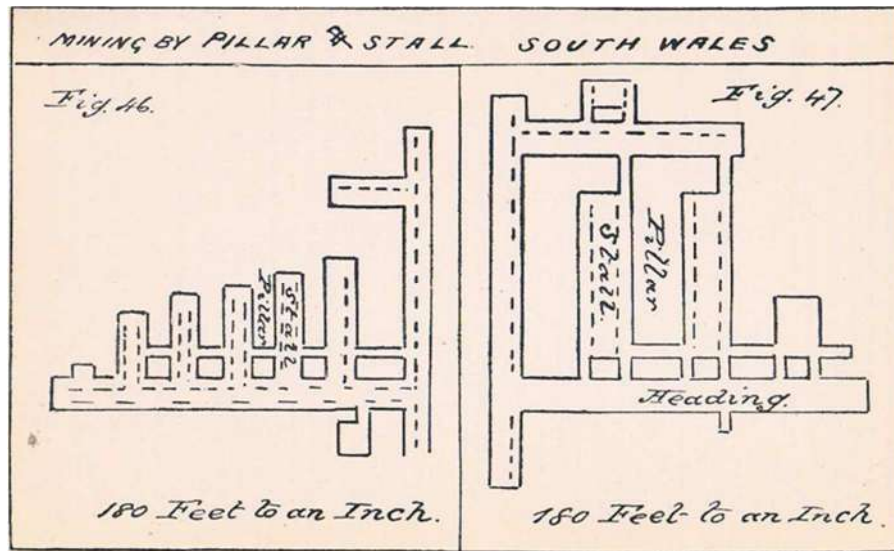 MINING BY PILLAR & STALL. SOUTH WALES
Fig. 46.
Pillar
Stall
180 Feet to an Inch.
Fig. 47.
Stall.
Pillar
Heading.
180 Feet to an Inch.